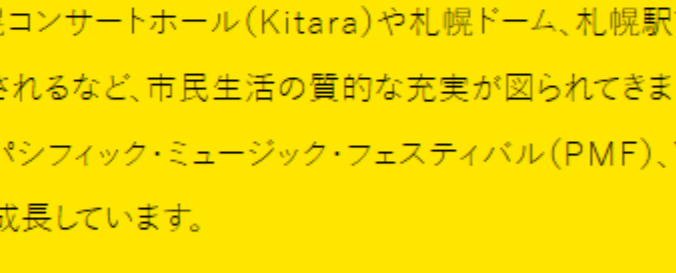 コンサートホール(Kitara)や札幌ドーム、札幌駅
されるなど、市民生活の質的な充実が図られてきま
パシフィック・ミュージック・フェスティバル(PMF)、
成長しています。